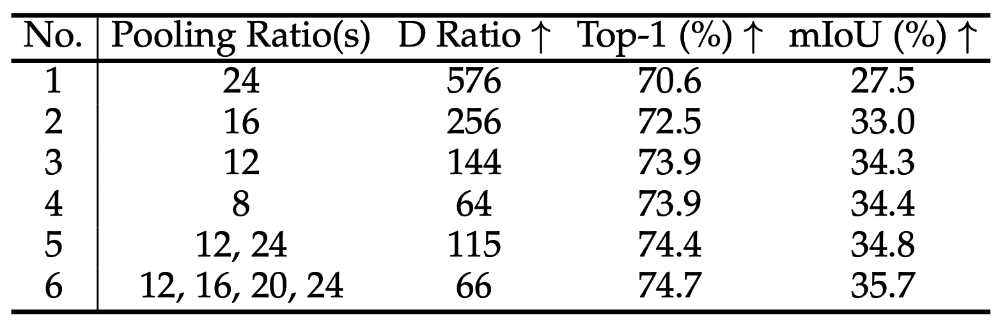 No. Pooling Ratio(s) D Ratio ↑ Top-1 (%) ↑ mIoU (%) ↑
1 24 576 70.6 27.5
2 16 256 72.5 33.0
3 12 144 73.9 34.3
4 8 64 73.9 34.4
5 12, 24 115 74.4 34.8
6 12, 16, 20, 24 66 74.7 35.7